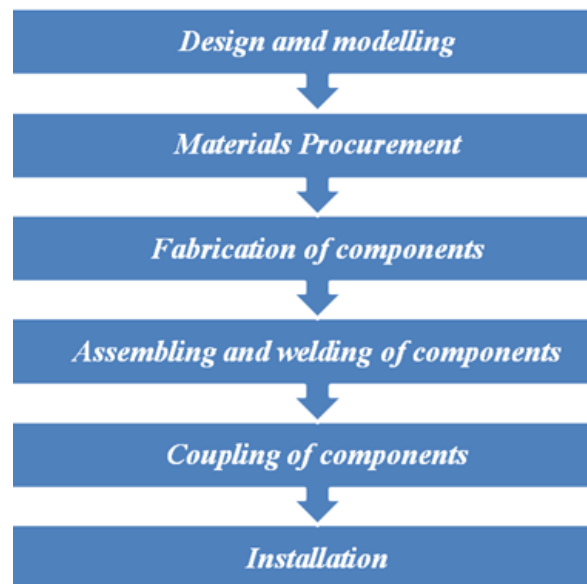 Design amd modelling
Materials Procurement
Fabrication of components
Assembling and welding of components
Coupling of components
Installation